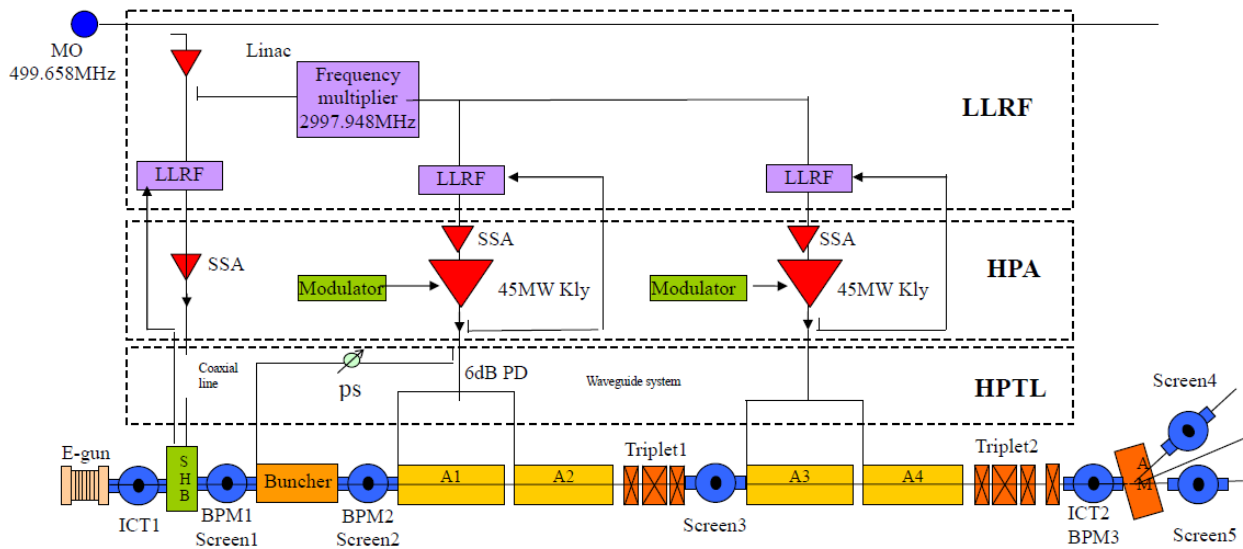 MO
499.658MHz
Linac
Frequency
multiplier
2997.948MHz
LLRF
LLRF
LLRF
LLRF
SSA
SSA
SSA
HPA
Modulator
45MW Kly
Modulator
45MW Kly
Coaxial
line
ps
6dB PD
Waveguide system
HPTL
Screen4
E-gun
S
H
B
Buncher
A1
A2
Triplet1
A3
A4
Triplet2
A
M
ICT1
BPM1
Screen1
BPM2
Screen2
Screen3
ICT2
BPM3
Screen5